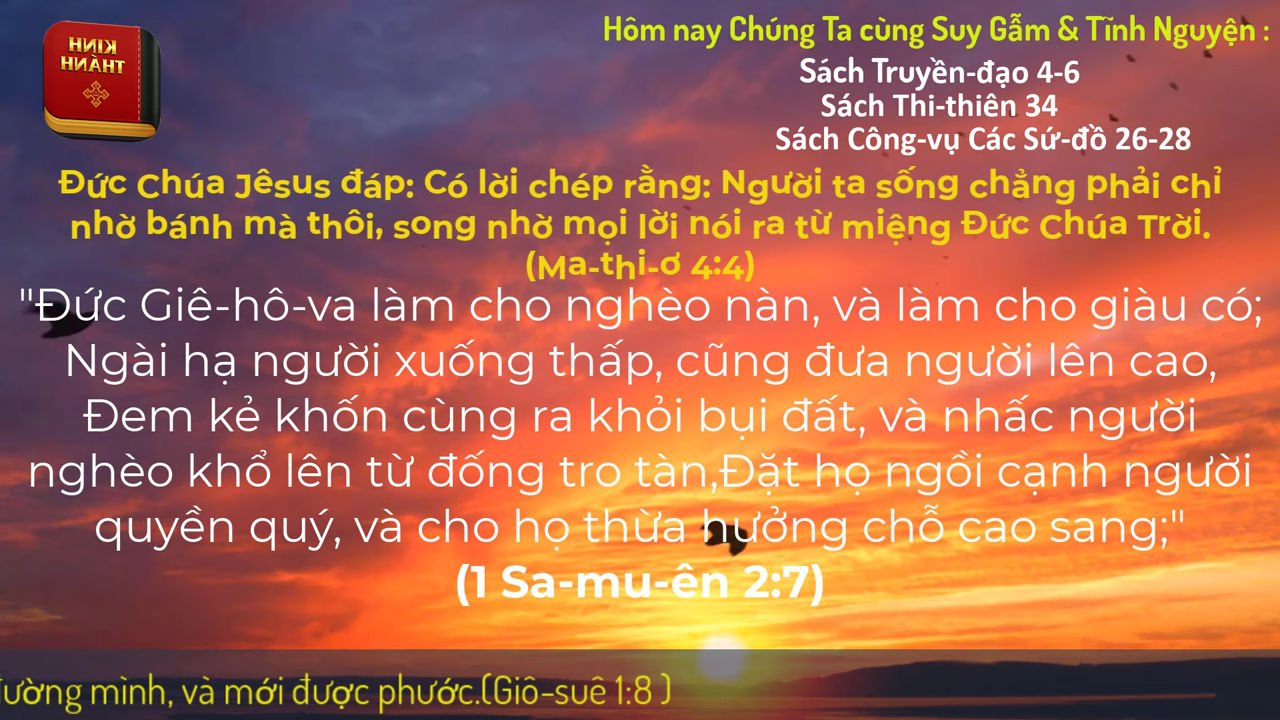 KINH
THÁNH
Hôm nay Chúng Ta cùng Suy Gẫm & Tĩnh Nguyện :
Sách Truyền-đạo 4-6
Sách Thi-thiên 34
Sách Công-vụ Các Sứ-đồ 26-28
Đức Chúa Jêsus đáp: Có lời chép rằng: Người ta sống chẳng phải chỉ
nhờ bánh mà thôi, song nhờ mọi lời nói ra từ miệng Đức Chúa Trời.
(Ma-thi-ơ 4:4)
"Đức Giê-hô-va làm cho nghèo nàn, và làm cho giàu có;
Ngài hạ người xuống thấp, cũng đưa người lên cao,
Đem kẻ khốn cùng ra khỏi bụi đất, và nhấc người
nghèo khổ lên từ đống tro tàn,Đặt họ ngồi cạnh người
quyền quý, và cho họ thừa hưởng chỗ cao sang;"
(1 Sa-mu-ên 2:7)
đường mình, và mới được phước.(Giô-suê 1:8 )